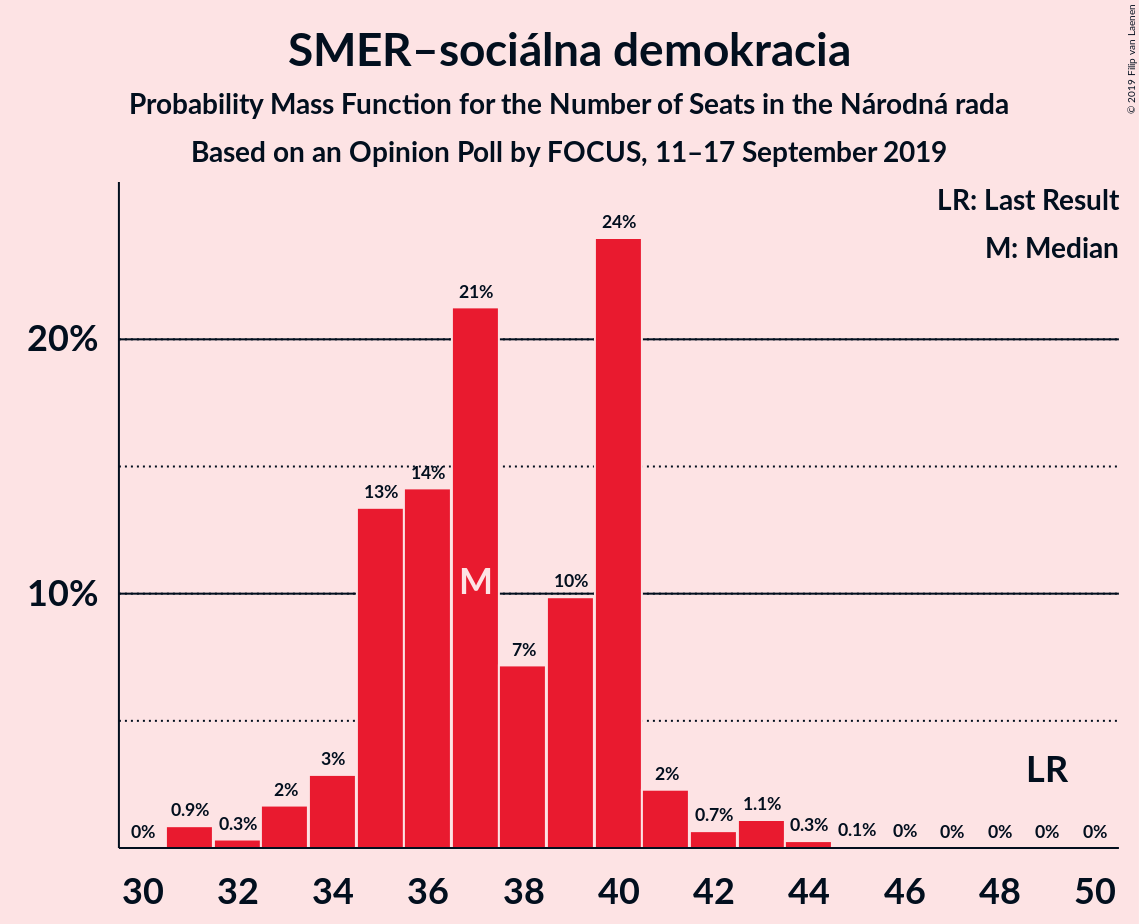 SMER–sociálna demokracia
Probability Mass Function for the Number of Seats in the Národná rada
Based on an Opinion Poll by FOCUS, 11–17 September 2019
© 2019 Filip van Laenen
LR: Last Result
M: Median
20%
10%
0%
0.9%
0.3%
2%
3%
13%
14%
21%
7%
10%
24%
2%
0.7%
1.1%
0.3%
0.1%
0%
0%
0%
0%
0%
M
LR
30 32 34 36 38 40 42 44 46 48 50